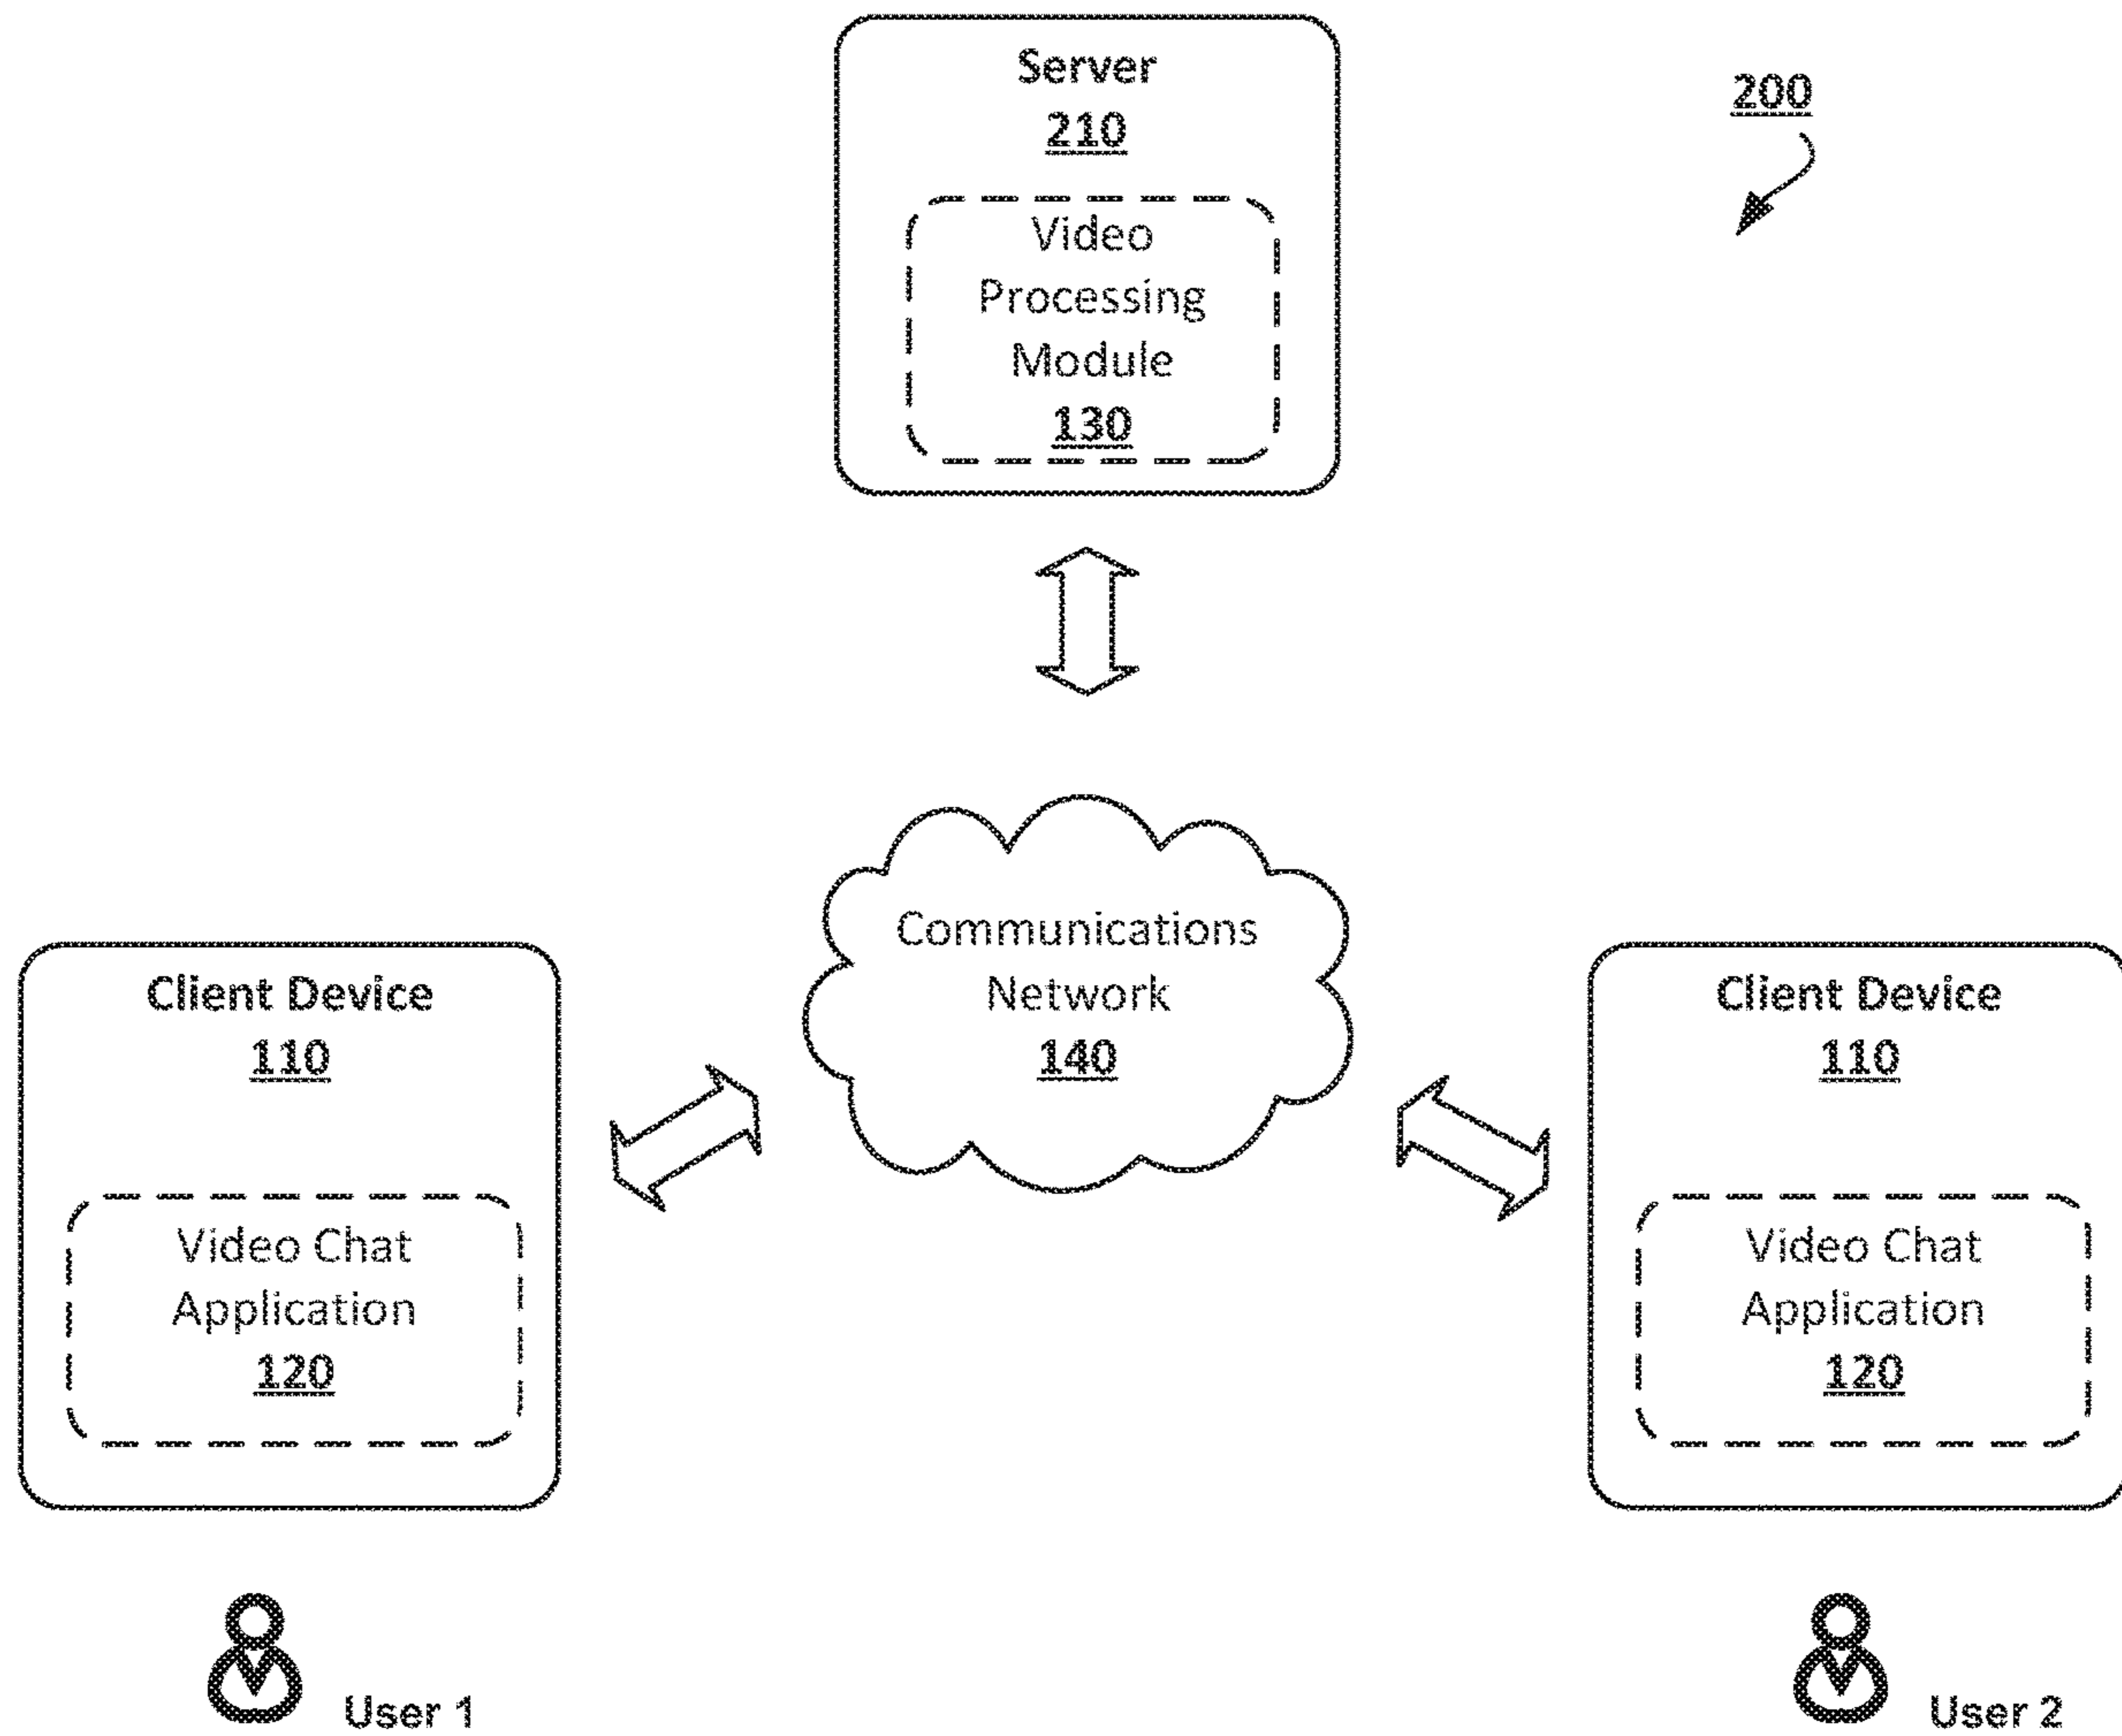 Server
210
200
Video
Processing
Module
130
Communications
Network
140
Client Device
110
Video Chat
Application
120
Client Device
110
Video Chat
Application
120
User 1
User 2